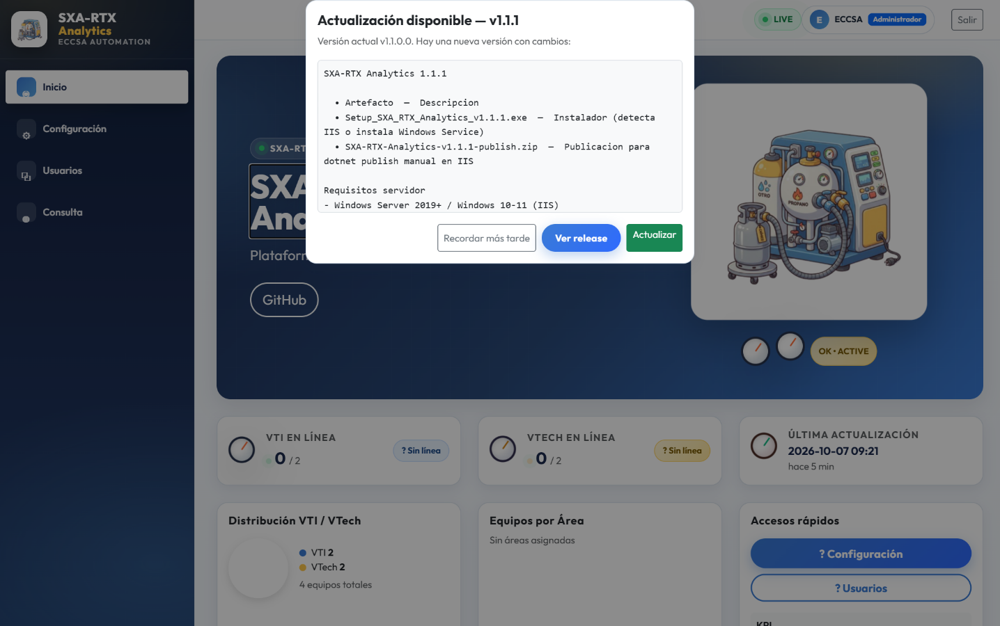 SXA-RTX
Analytics
ECCSA AUTOMATION
Inicio
Configuración
Usuarios
Consulta
LIVE
E
ECCSA
Administrador
Salir
Actualización disponible — v1.1.1
Versión actual v1.1.0.0. Hay una nueva versión con cambios:
SXA-RTX Analytics 1.1.1
• Artefacto — Descripcion
• Setup_SXA_RTX_Analytics_v1.1.1.exe — Instalador (detecta
IIS o instala Windows Service)
• SXA-RTX-Analytics-v1.1.1-publish.zip — Publicacion para
dotnet publish manual en IIS
Requisitos servidor
- Windows Server 2019+ / Windows 10-11 (IIS)
Recordar más tarde
Ver release
Actualizar
SXA-RT
SXA
Ana
Plataforn
GitHub
OTRO
PROPANO
OK • ACTIVE
VTI EN LÍNEA
0 / 2
? Sin línea
VTECH EN LÍNEA
0 / 2
? Sin línea
ÚLTIMA ACTUALIZACIÓN
2026-10-07 09:21
hace 5 min
Distribución VTI / VTech
VTI 2
VTech 2
4 equipos totales
Equipos por Área
Sin áreas asignadas
Accesos rápidos
? Configuración
? Usuarios
KPI